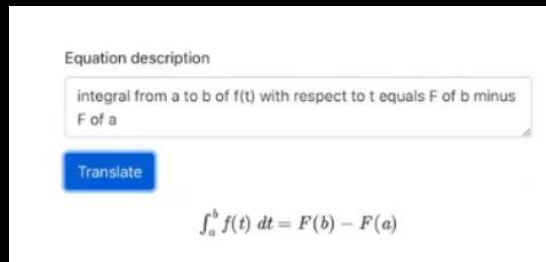 Equation description
integral from a to b of f(t) with respect to t equals F of b minus
F of a
Translate
∫ₐᵇ f(t) dt = F(b) − F(a)